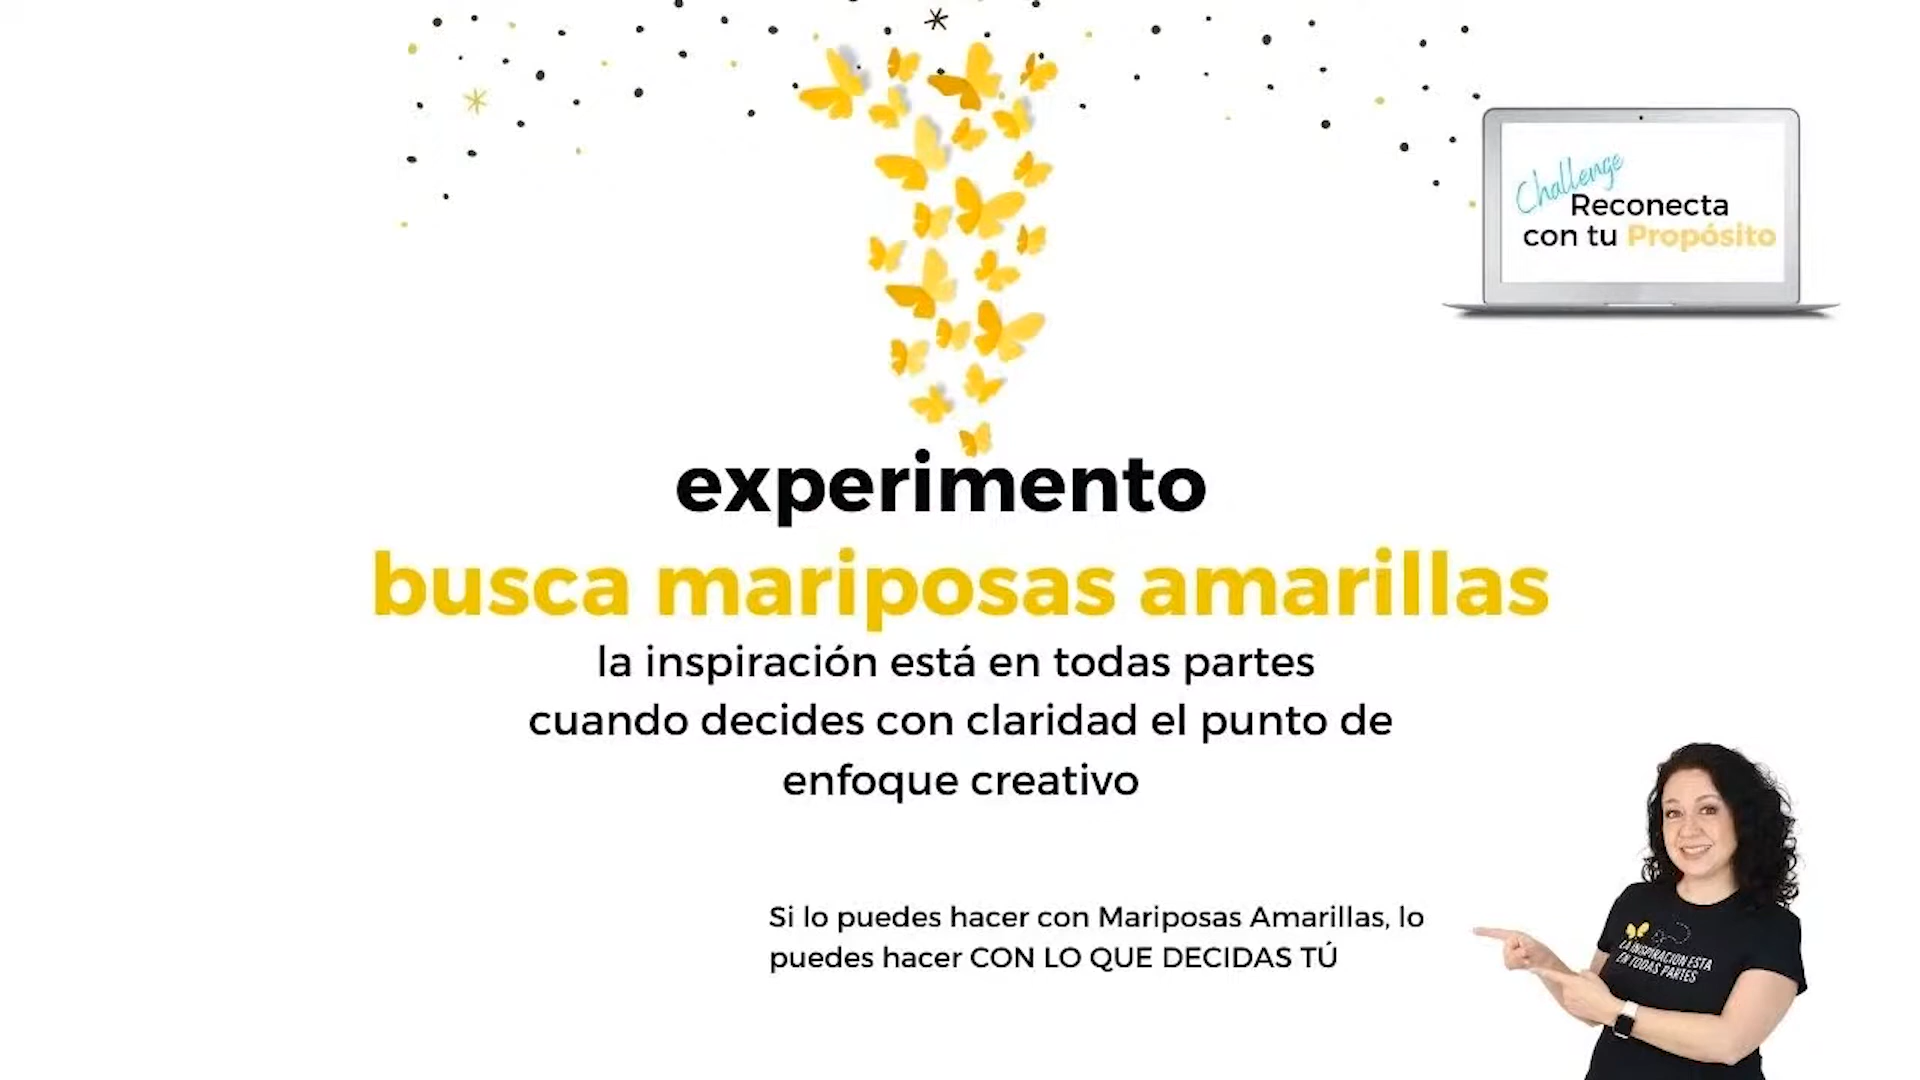 Challenge
Reconecta
con tu Propósito
experimento
busca mariposas amarillas
la inspiración está en todas partes
cuando decides con claridad el punto de
enfoque creativo
Si lo puedes hacer con Mariposas Amarillas, lo
puedes hacer CON LO QUE DECIDAS TÚ
LA INSPIRACION ESTA
EN TODAS PARTES